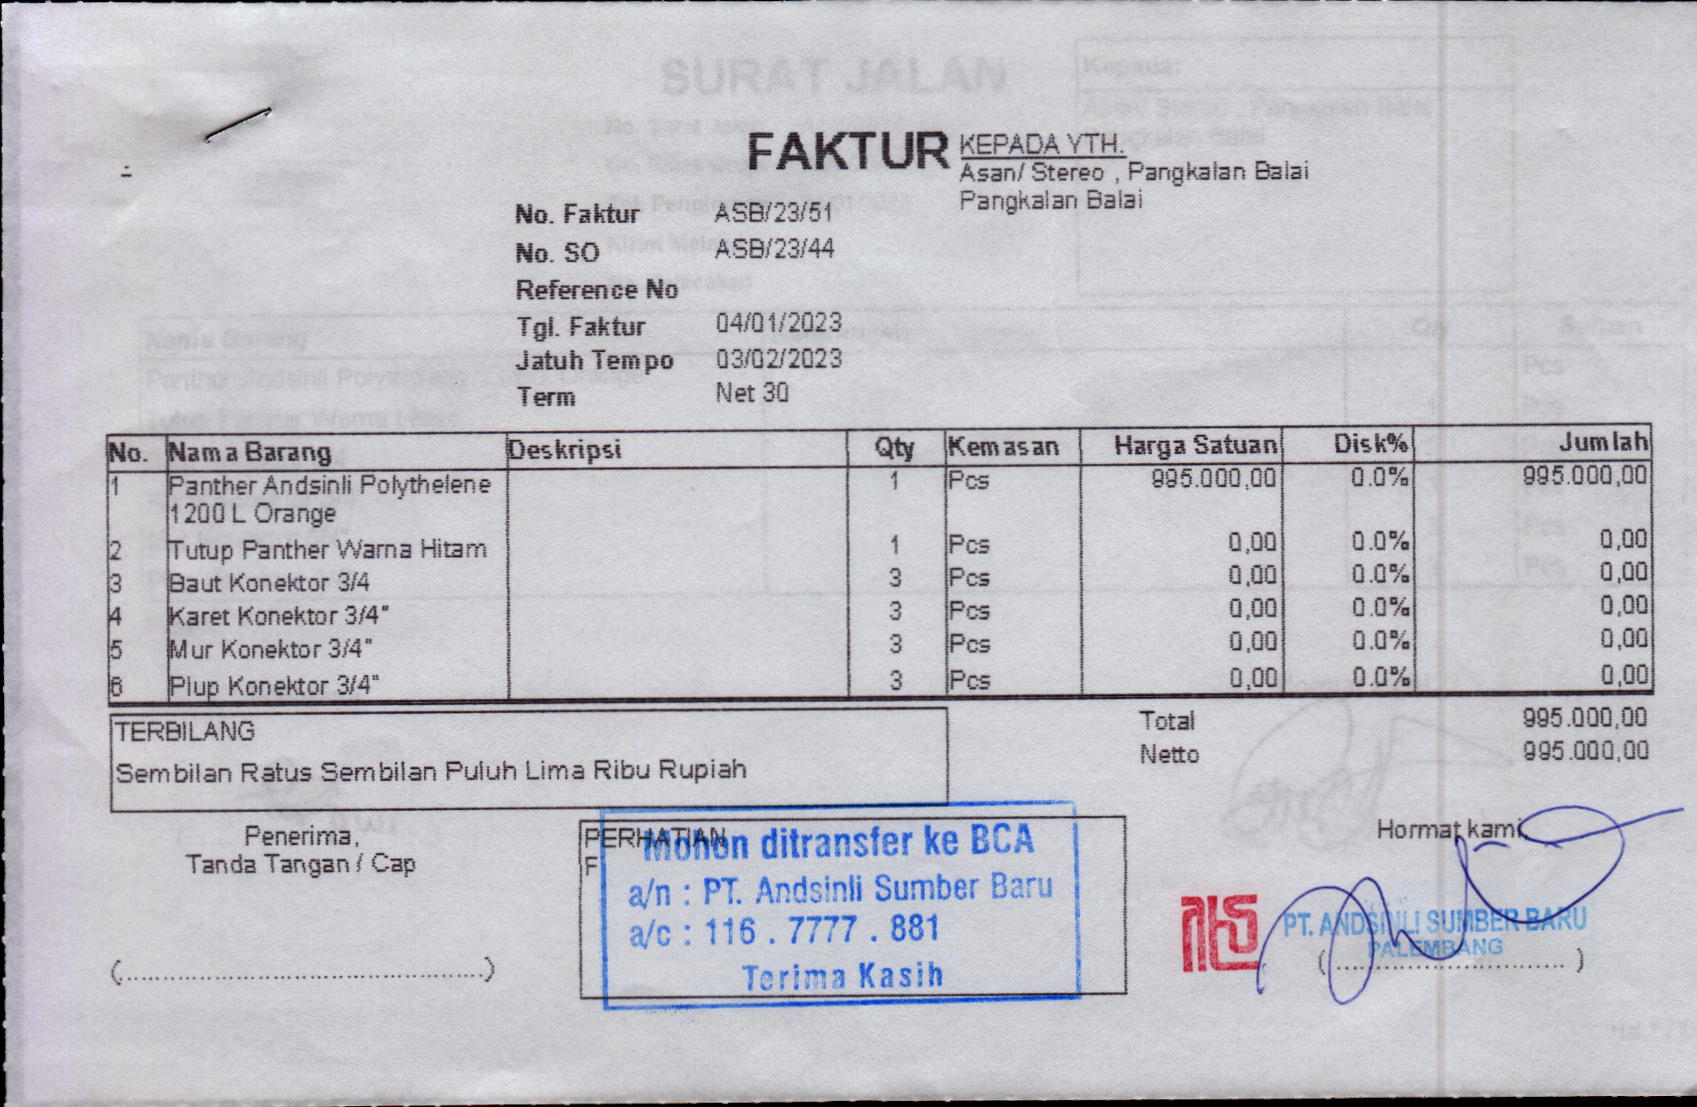 FAKTUR
KEPADA YTH.
Asan/ Stereo , Pangkalan Balai
Pangkalan Balai
No. Faktur ASB/23/51
No. SO ASB/23/44
Reference No
Tgl. Faktur 04/01/2023
Jatuh Tempo 03/02/2023
Term Net 30
No. Nama Barang Deskripsi Qty Kemasan Harga Satuan Disk% Jumlah
1 Panther Andsinli Polythelene 1 Pcs 995.000,00 0.0% 995.000,00
1200 L Orange
2 Tutup Panther Warna Hitam 1 Pcs 0,00 0.0% 0,00
3 Baut Konektor 3/4 3 Pcs 0,00 0.0% 0,00
4 Karet Konektor 3/4" 3 Pcs 0,00 0.0% 0,00
5 Mur Konektor 3/4" 3 Pcs 0,00 0.0% 0,00
6 Plup Konektor 3/4" 3 Pcs 0,00 0.0% 0,00
Total 995.000,00
Netto 995.000,00
TERBILANG
Sembilan Ratus Sembilan Puluh Lima Ribu Rupiah
Penerima,
Tanda Tangan / Cap
(...............................................)
PERHATIAN
F
Mohon ditransfer ke BCA
a/n : PT. Andsinli Sumber Baru
a/c : 116 . 7777 . 881
Terima Kasih
Hormat kami,
PT. ANDSINLI SUMBER BARU
PALEMBANG
( .............................. )